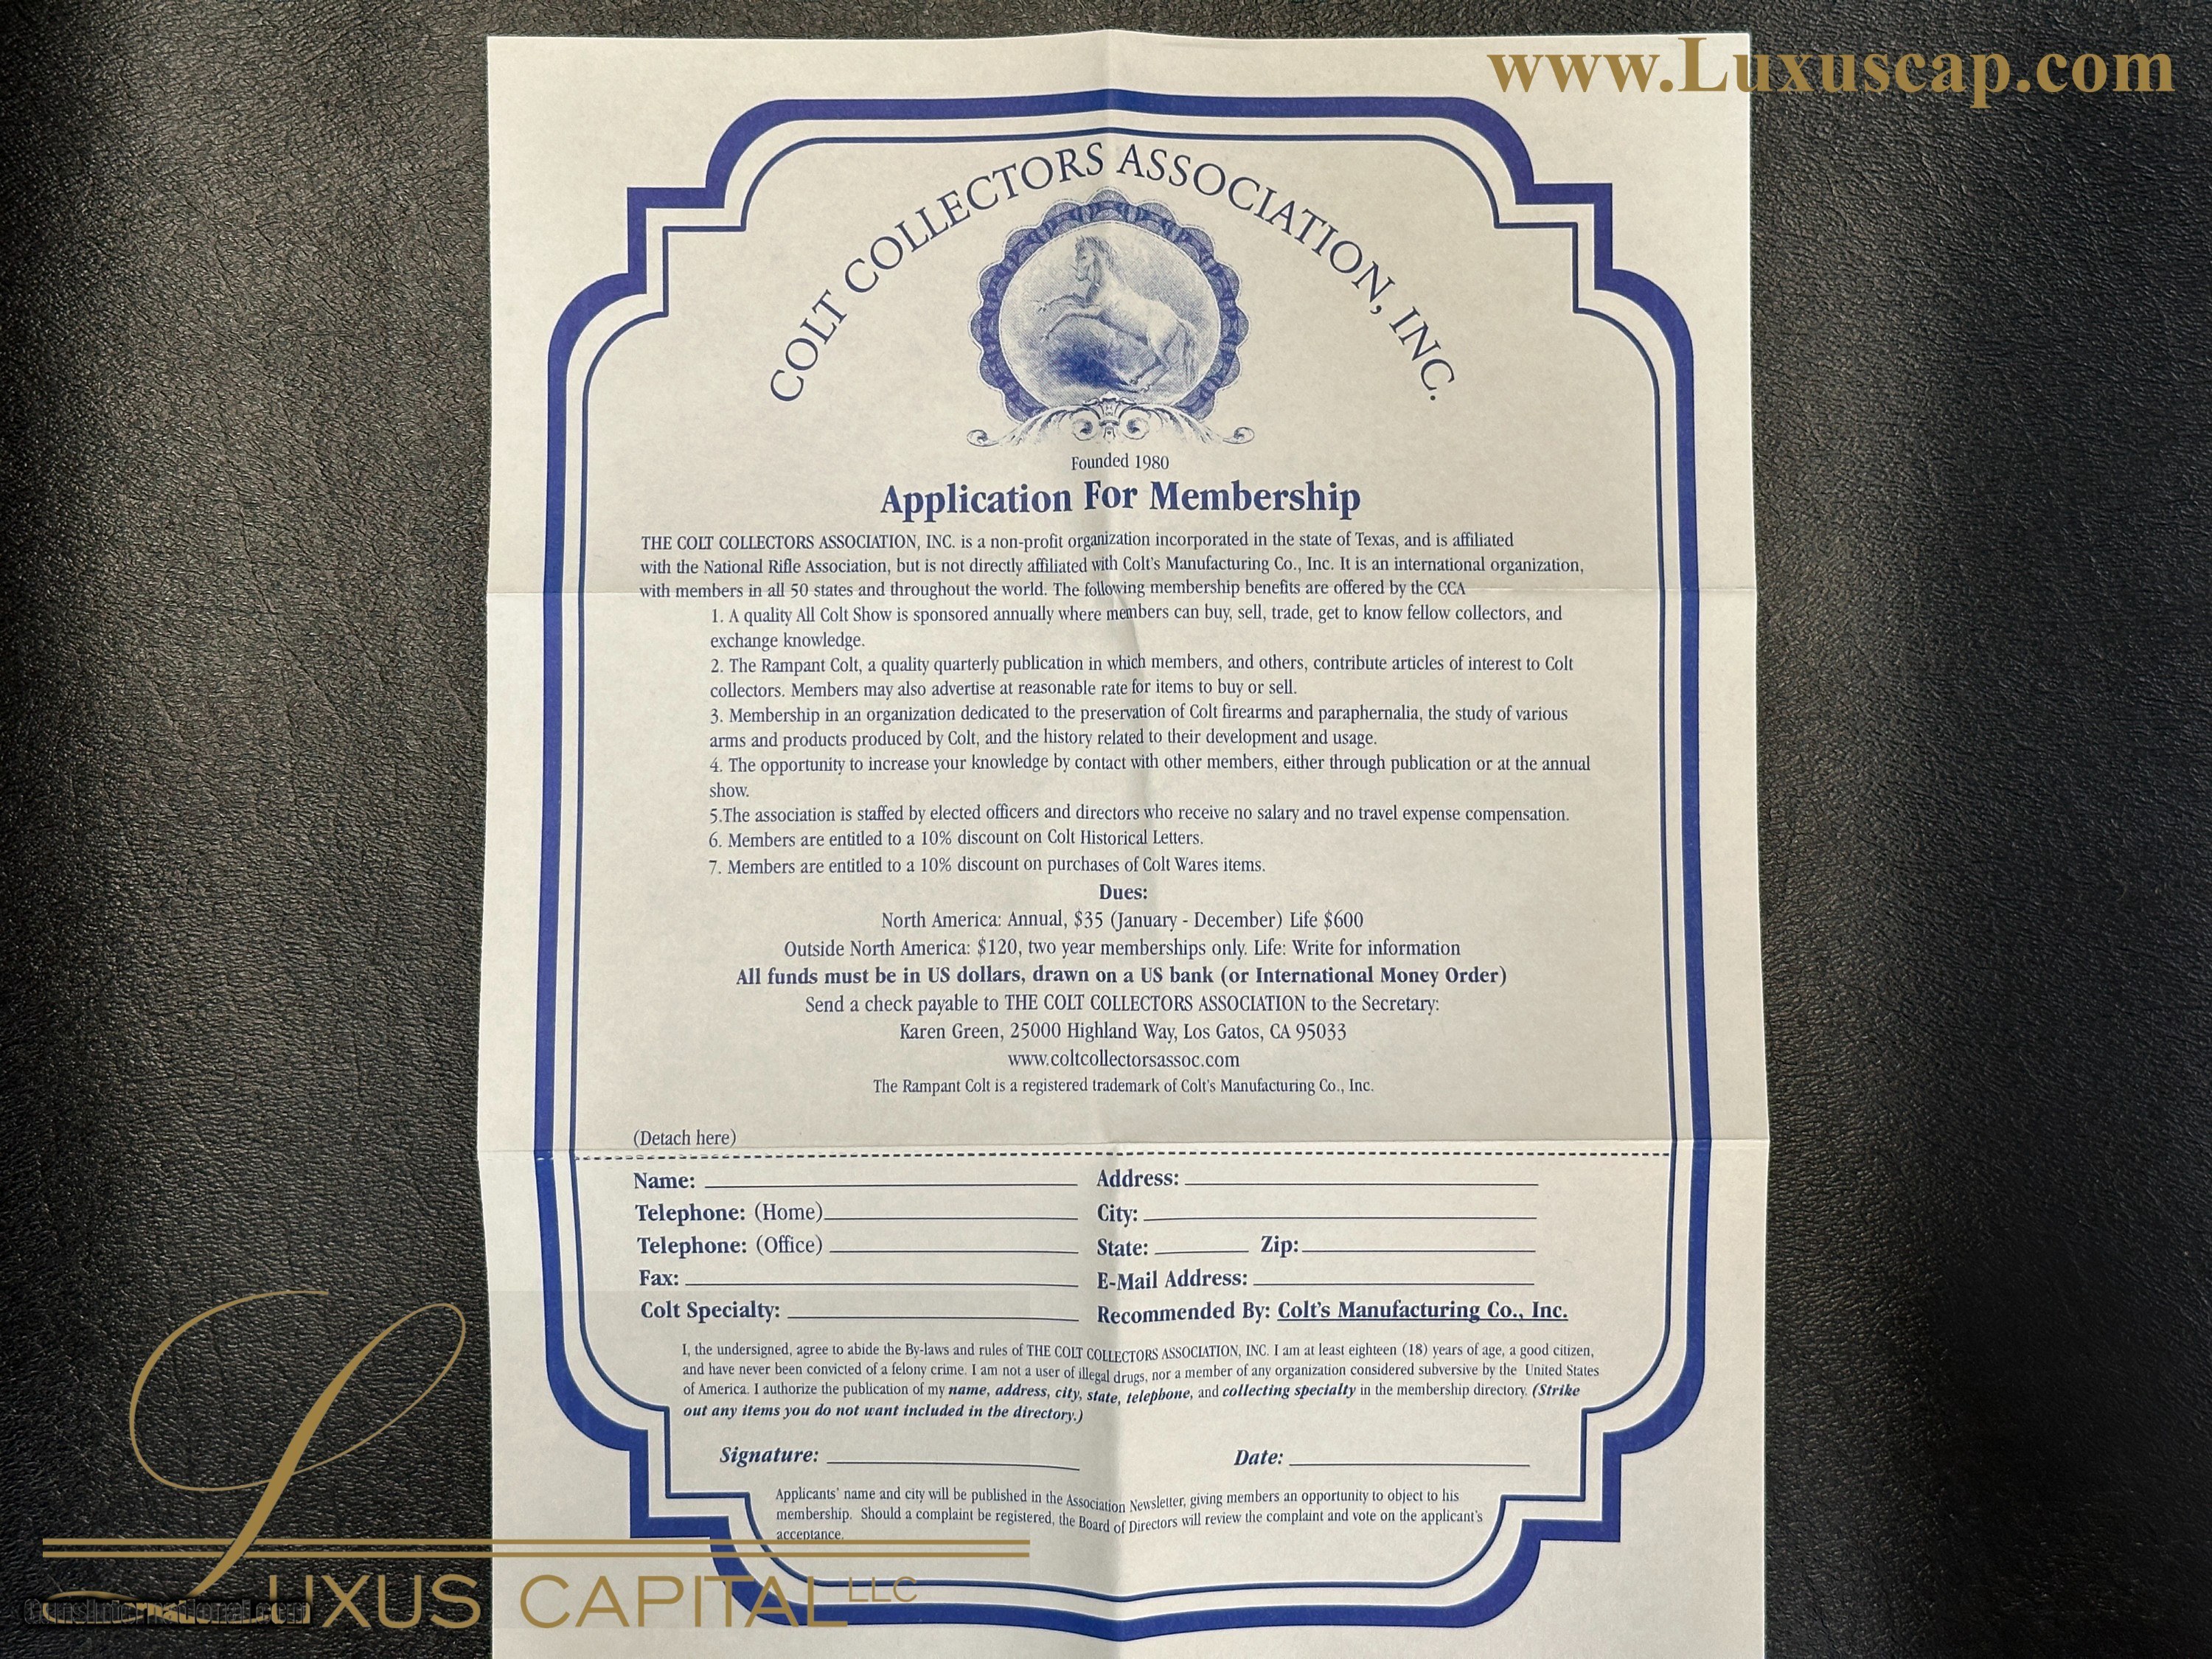 www.Luxuscap.com
COLT COLLECTORS ASSOCIATION, INC.
Founded 1980
Application For Membership
THE COLT COLLECTORS ASSOCIATION, INC. is a non-profit organization incorporated in the state of Texas, and is affiliated
with the National Rifle Association, but is not directly affiliated with Colt's Manufacturing Co., Inc. It is an international organization,
with members in all 50 states and throughout the world. The following membership benefits are offered by the CCA
1. A quality All Colt Show is sponsored annually where members can buy, sell, trade, get to know fellow collectors, and
exchange knowledge.
2. The Rampant Colt, a quality quarterly publication in which members, and others, contribute articles of interest to Colt
collectors. Members may also advertise at reasonable rate for items to buy or sell.
3. Membership in an organization dedicated to the preservation of Colt firearms and paraphernalia, the study of various
arms and products produced by Colt, and the history related to their development and usage.
4. The opportunity to increase your knowledge by contact with other members, either through publication or at the annual
show.
5.The association is staffed by elected officers and directors who receive no salary and no travel expense compensation.
6. Members are entitled to a 10% discount on Colt Historical Letters.
7. Members are entitled to a 10% discount on purchases of Colt Wares items.
Dues:
North America: Annual, $35 (January - December) Life $600
Outside North America: $120, two year memberships only. Life: Write for information
All funds must be in US dollars, drawn on a US bank (or International Money Order)
Send a check payable to THE COLT COLLECTORS ASSOCIATION to the Secretary:
Karen Green, 25000 Highland Way, Los Gatos, CA 95033
www.coltcollectorsassoc.com
The Rampant Colt is a registered trademark of Colt's Manufacturing Co., Inc.
(Detach here)
Name: Address:
Telephone: (Home) City:
Telephone: (Office) State: Zip:
Fax: E-Mail Address:
Colt Specialty: Recommended By: Colt's Manufacturing Co., Inc.
I, the undersigned, agree to abide the By-laws and rules of THE COLT COLLECTORS ASSOCIATION, INC. I am at least eighteen (18) years of age, a good citizen,
and have never been convicted of a felony crime. I am not a user of illegal drugs, nor a member of any organization considered subversive by the United States
of America. I authorize the publication of my name, address, city, state, telephone, and collecting specialty in the membership directory. (Strike
out any items you do not want included in the directory.)
Signature: Date:
Applicants' name and city will be published in the Association Newsletter, giving members an opportunity to object to his
membership. Should a complaint be registered, the Board of Directors will review the complaint and vote on the applicant's
acceptance.
LUXUS CAPITAL LLC
GunsInternational.com